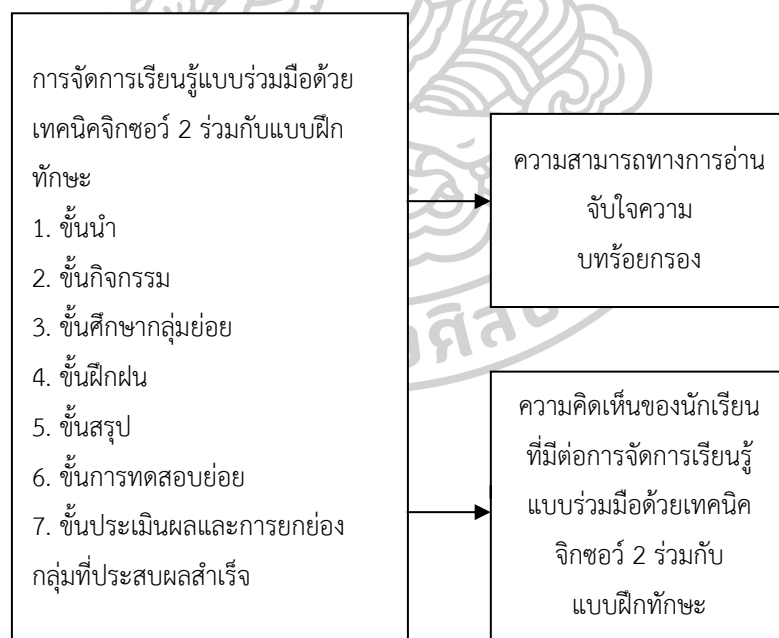 การจัดการเรียนรู้แบบร่วมมือด้วย
เทคนิคจิกซอว์ 2 ร่วมกับแบบฝึก
ทักษะ
1. ขั้นนำ
2. ขั้นกิจกรรม
3. ขั้นศึกษากลุ่มย่อย
4. ขั้นฝึกฝน
5. ขั้นสรุป
6. ขั้นการทดสอบย่อย
7. ขั้นประเมินผลและการยกย่อง
กลุ่มที่ประสบผลสำเร็จ
ความสามารถทางการอ่าน
จับใจความ
บทร้อยกรอง
ความคิดเห็นของนักเรียน
ที่มีต่อการจัดการเรียนรู้
แบบร่วมมือด้วยเทคนิค
จิกซอว์ 2 ร่วมกับ
แบบฝึกทักษะ